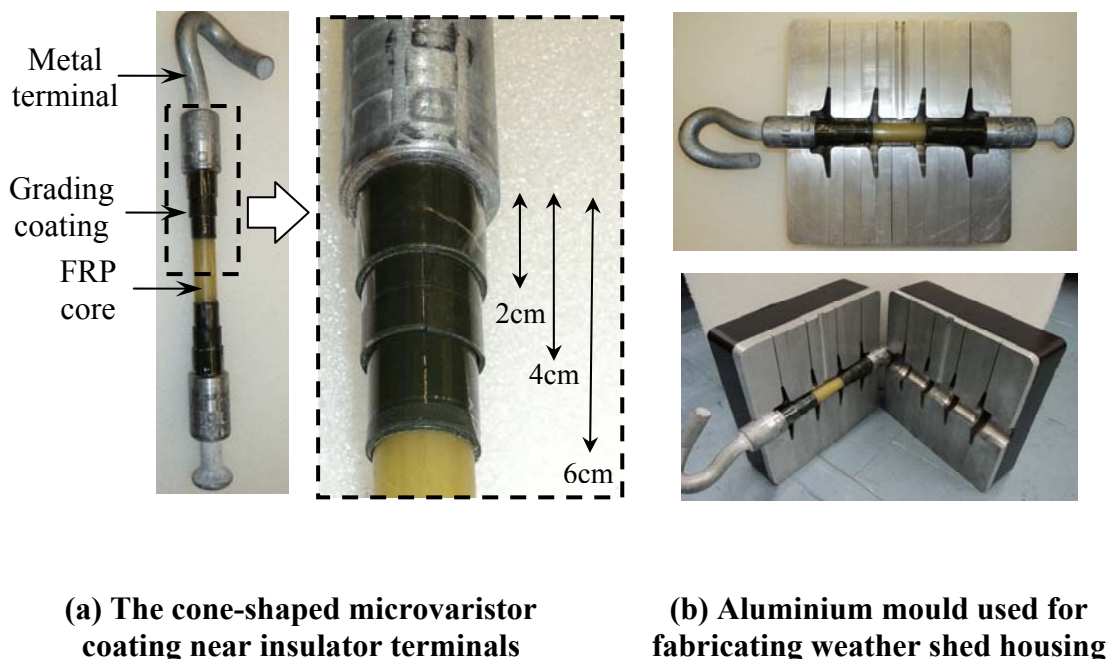 Metal
terminal
Grading
coating
FRP
core
2cm
4cm
6cm
(a) The cone-shaped microvaristor
coating near insulator terminals
(b) Aluminium mould used for
fabricating weather shed housing